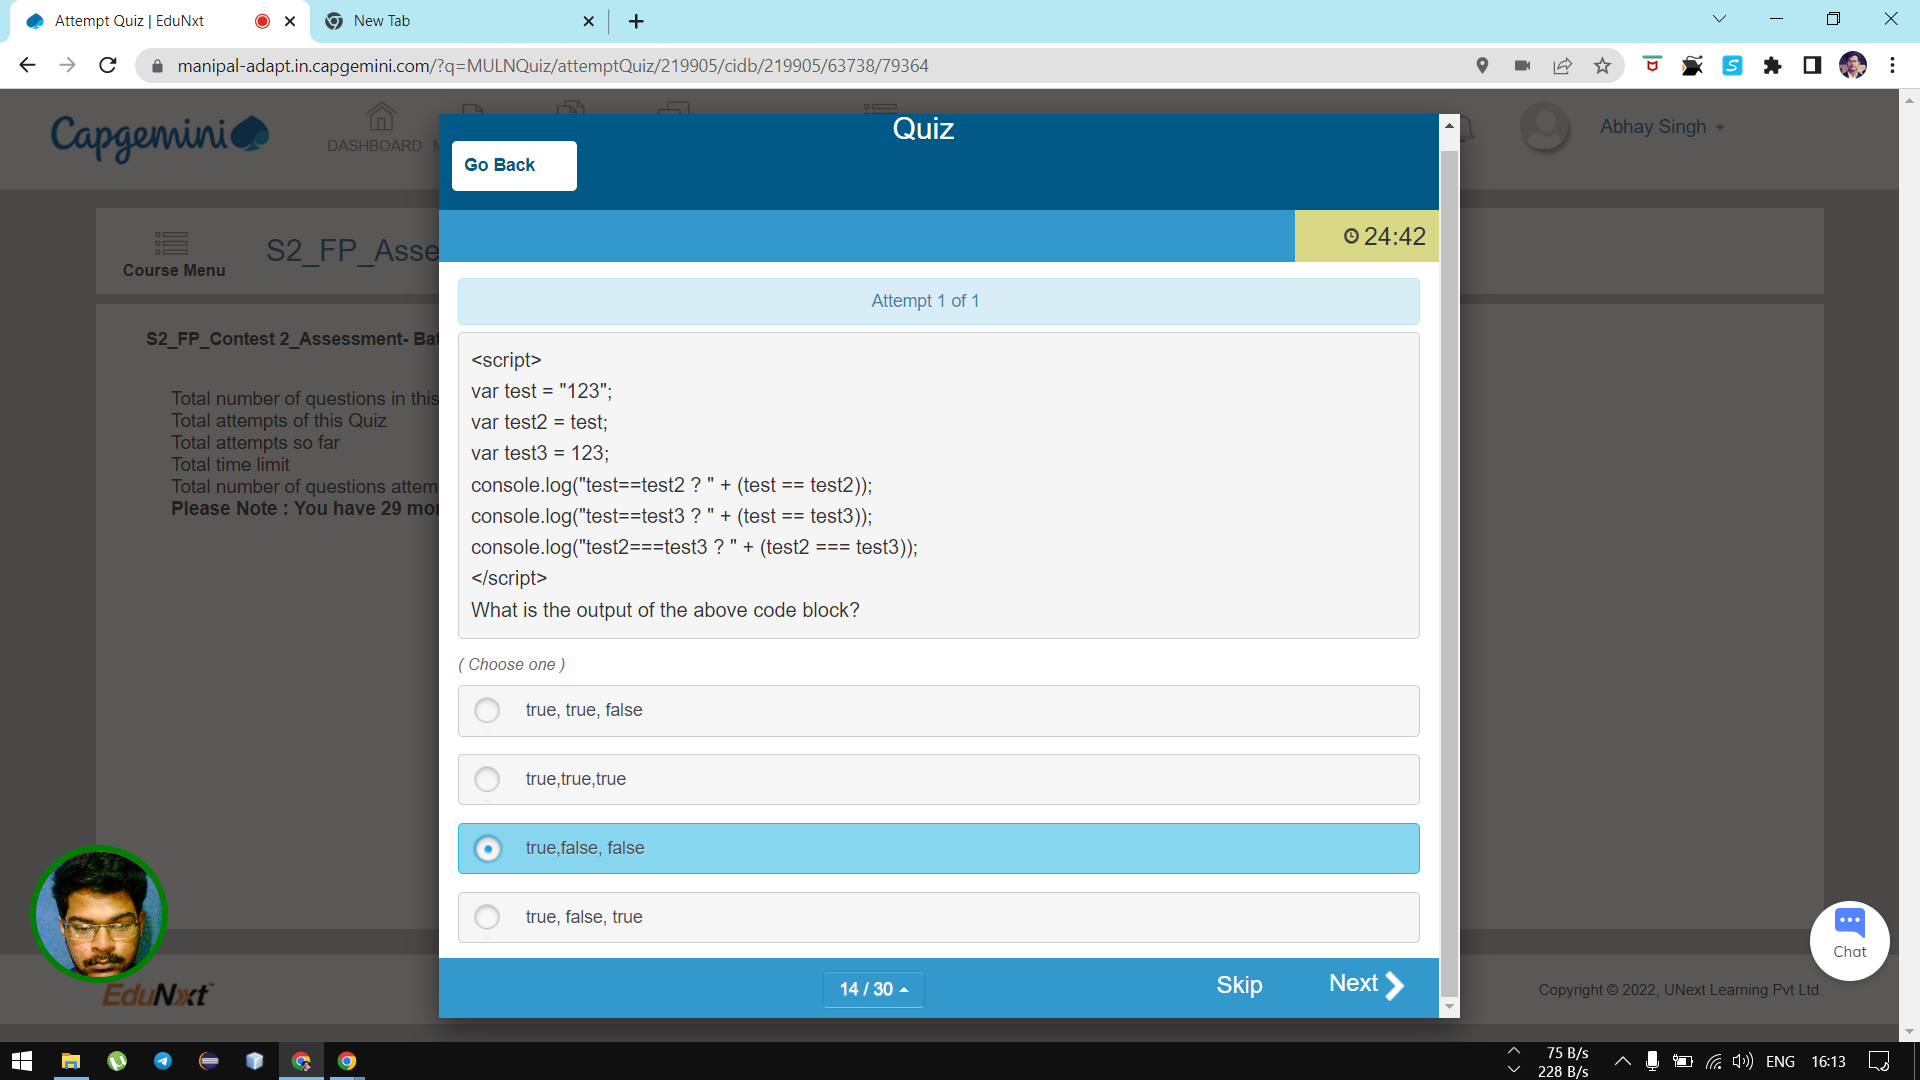 Attempt Quiz | EduNxt
New Tab
manipal-adapt.in.capgemini.com/?q=MULNQuiz/attemptQuiz/219905/cidb/219905/63738/79364
Capgemini
DASHBOARD
Abhay Singh
Quiz
Go Back
24:42
Course Menu
S2_FP_Asse
Attempt 1 of 1
S2_FP_Contest 2_Assessment- Bat
Total number of questions in this
Total attempts of this Quiz
Total attempts so far
Total time limit
Total number of questions attem
Please Note : You have 29 mor
<script>
var test = "123";
var test2 = test;
var test3 = 123;
console.log("test==test2 ? " + (test == test2));
console.log("test==test3 ? " + (test == test3));
console.log("test2===test3 ? " + (test2 === test3));
</script>
What is the output of the above code block?
( Choose one )
true, true, false
true,true,true
true,false, false
true, false, true
14 / 30
Skip
Next
Chat
EduNxt
Copyright © 2022, UNext Learning Pvt Ltd.
75 B/s
228 B/s
ENG
16:13